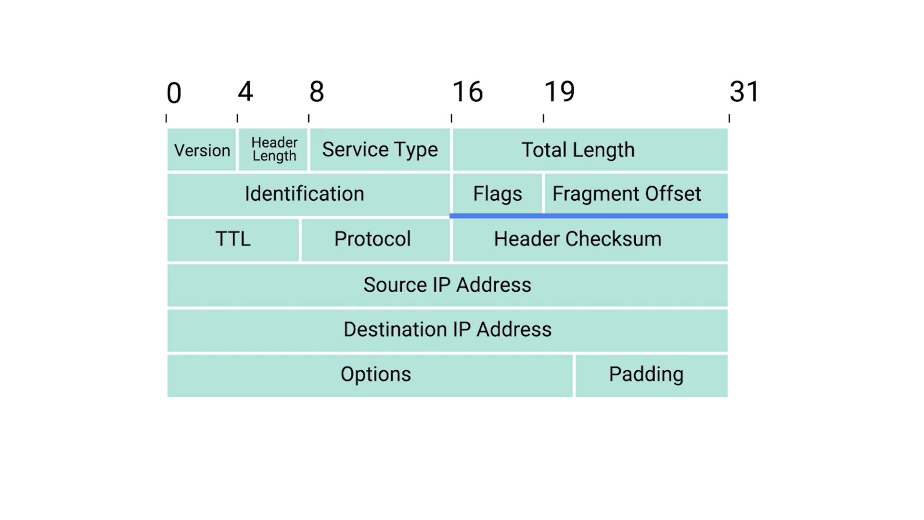 0 4 8 16 19 31
Version Header Length Service Type Total Length
Identification Flags Fragment Offset
TTL Protocol Header Checksum
Source IP Address
Destination IP Address
Options Padding